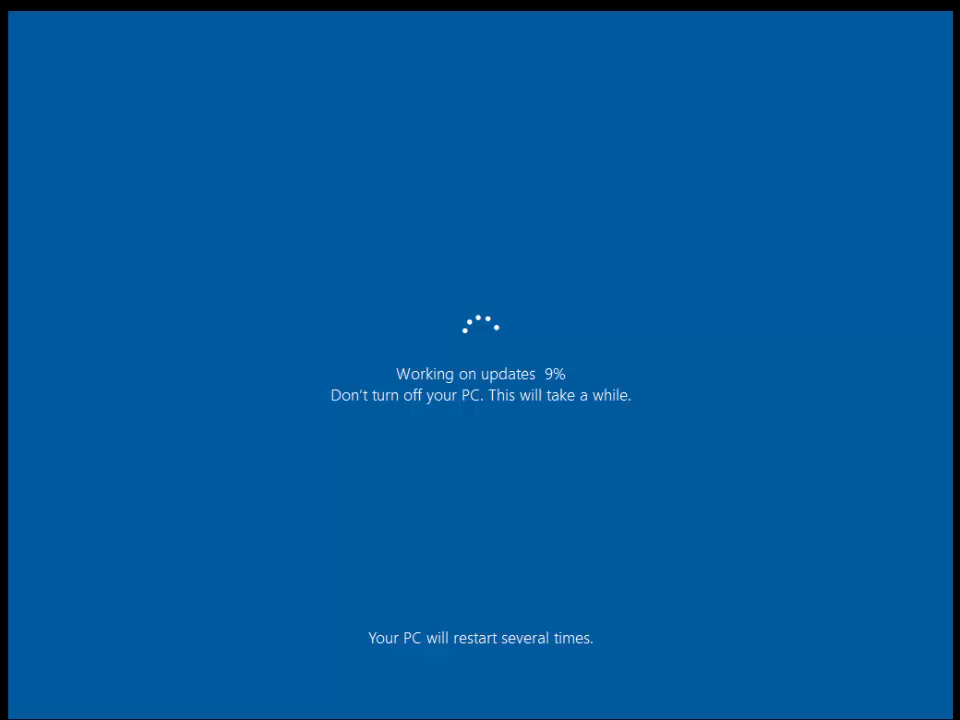 Working on updates  9%
Don't turn off your PC. This will take a while.
Your PC will restart several times.